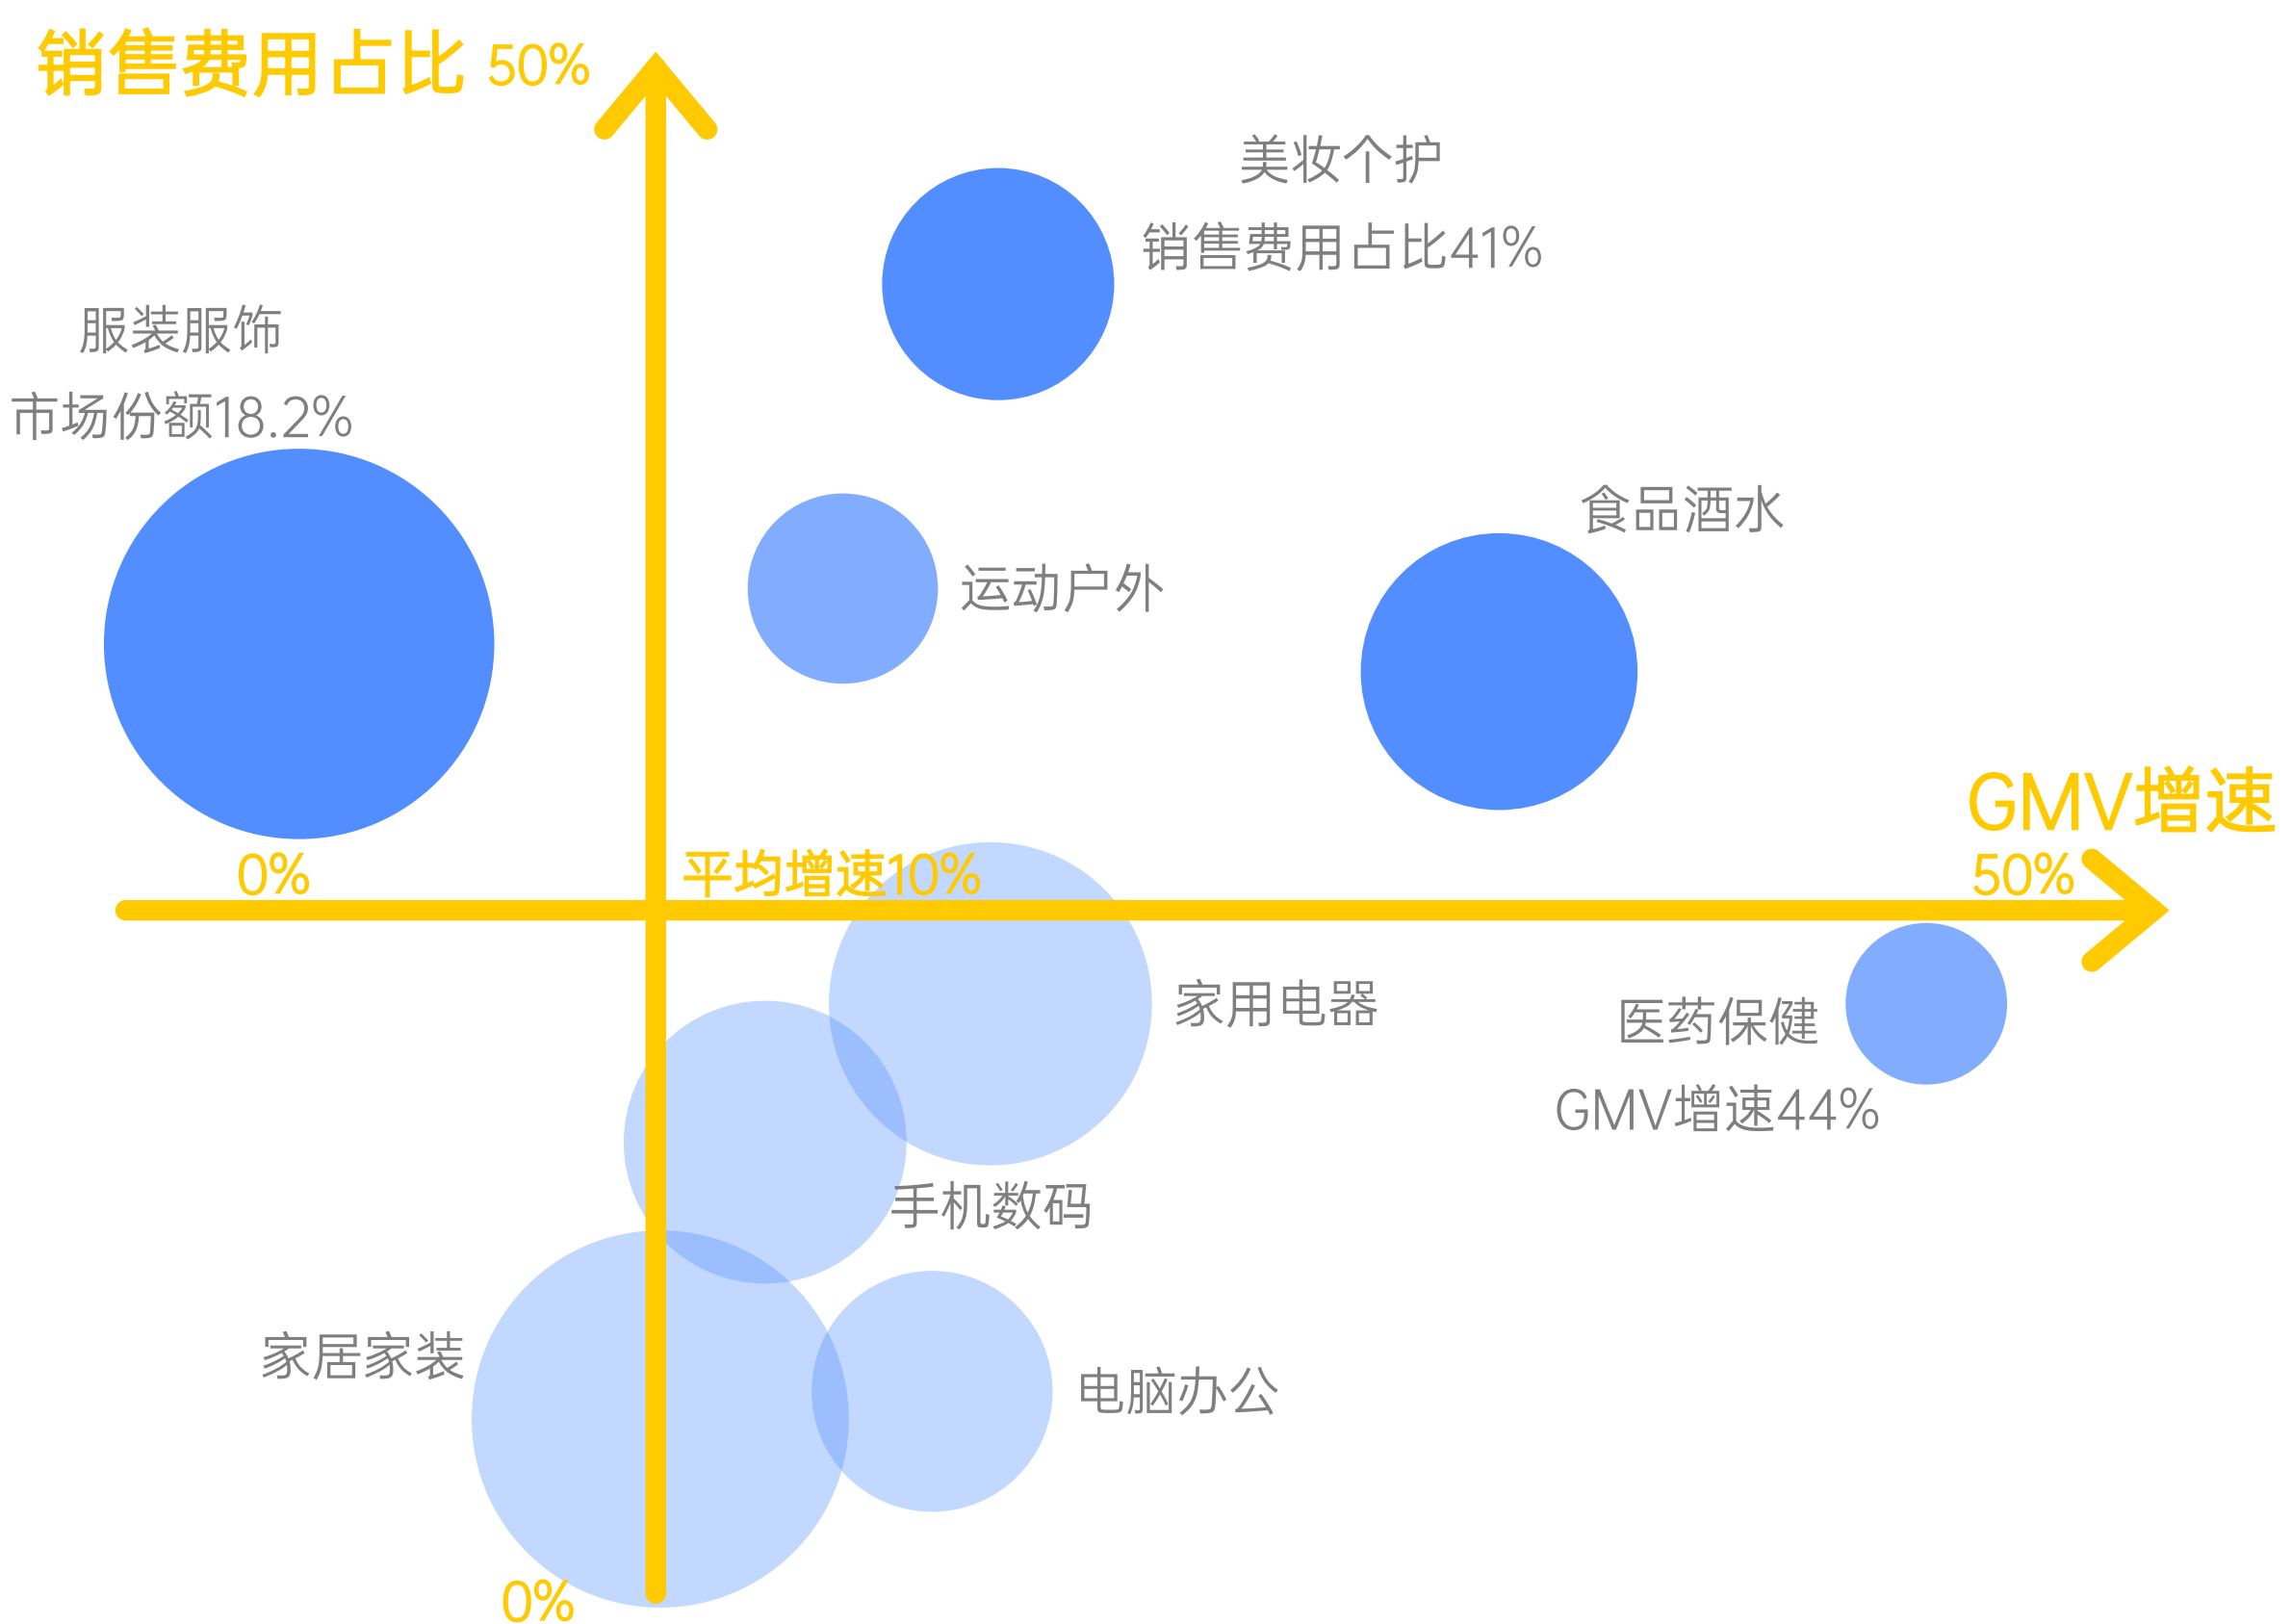 销售费用占比 50%
美妆个护
销售费用占比41%
服装服饰
市场份额18.2%
食品酒水
运动户外
GMV增速
0%
平均增速10%
50%
家用电器
医药保健
GMV增速44%
手机数码
家居家装
电脑办公
0%